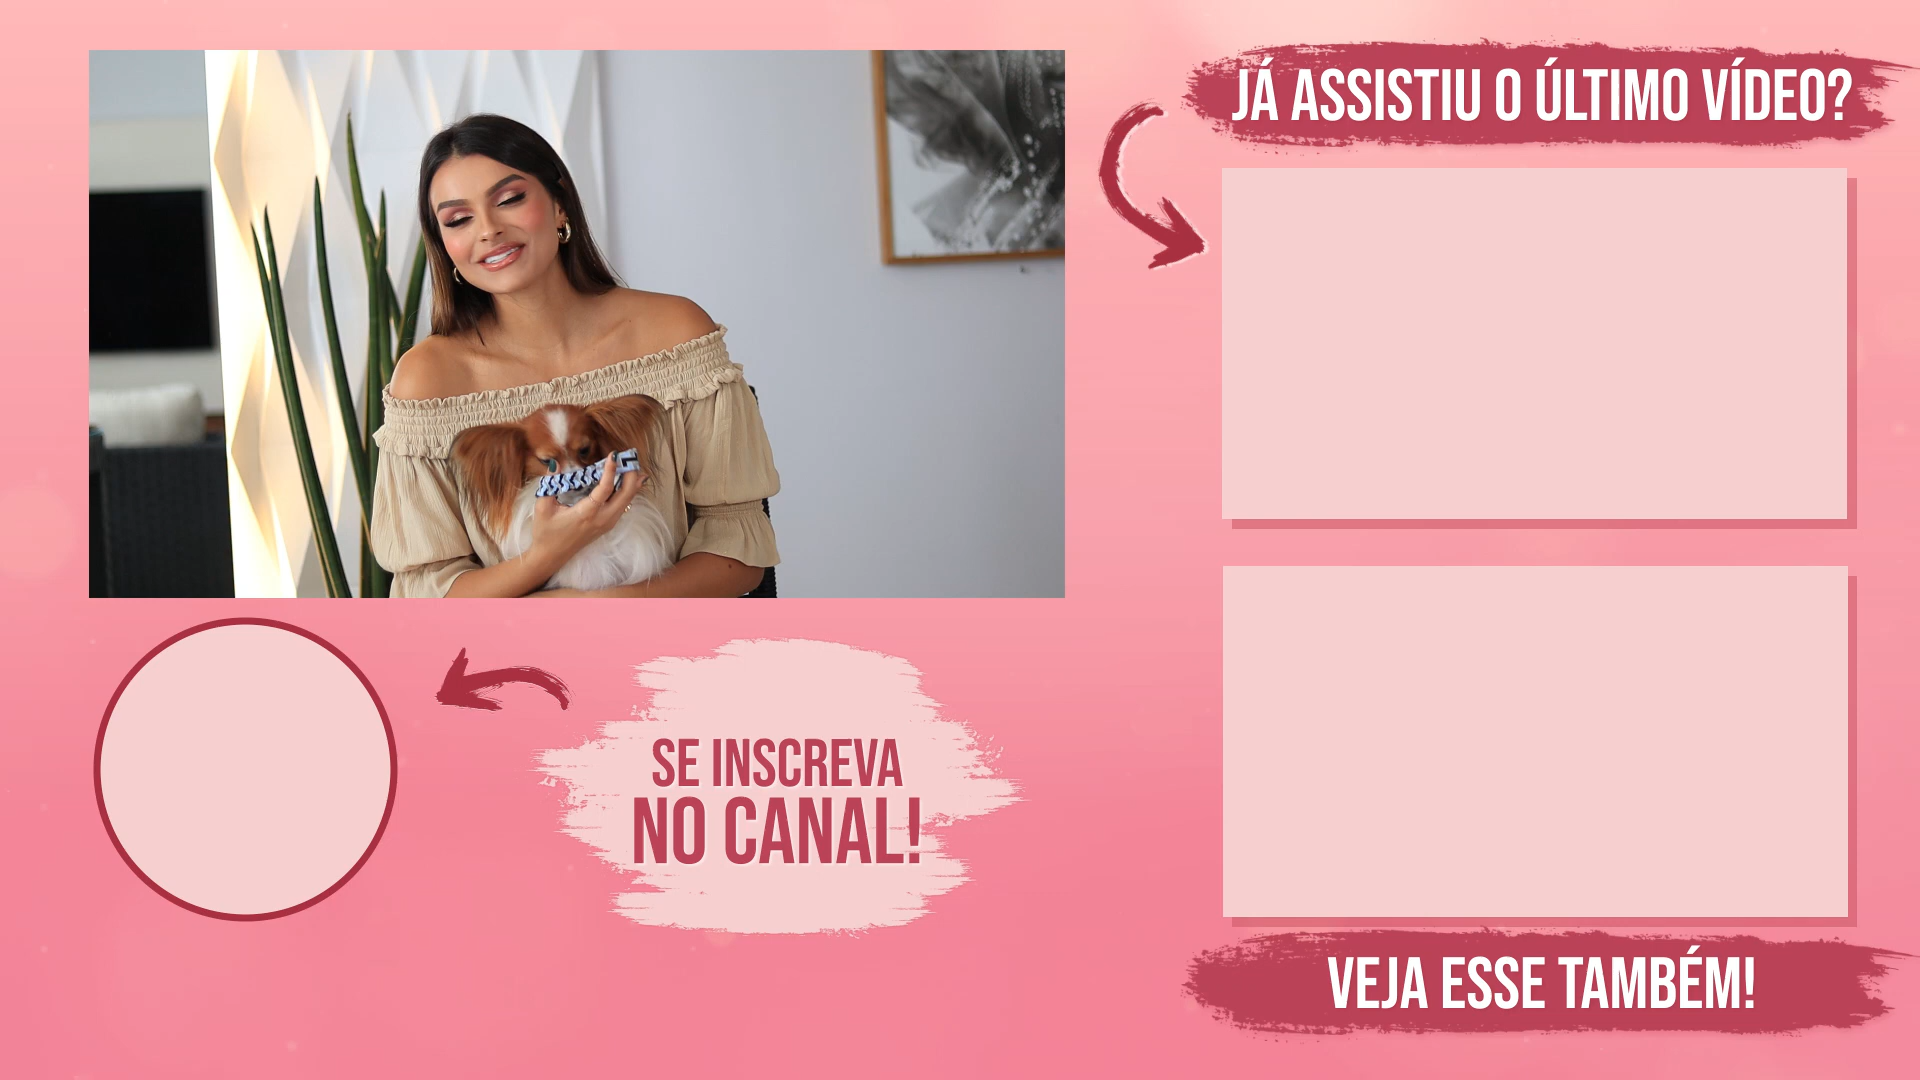 JÁ ASSISTIU O ÚLTIMO VÍDEO?
SE INSCREVA
NO CANAL!
VEJA ESSE TAMBÉM!